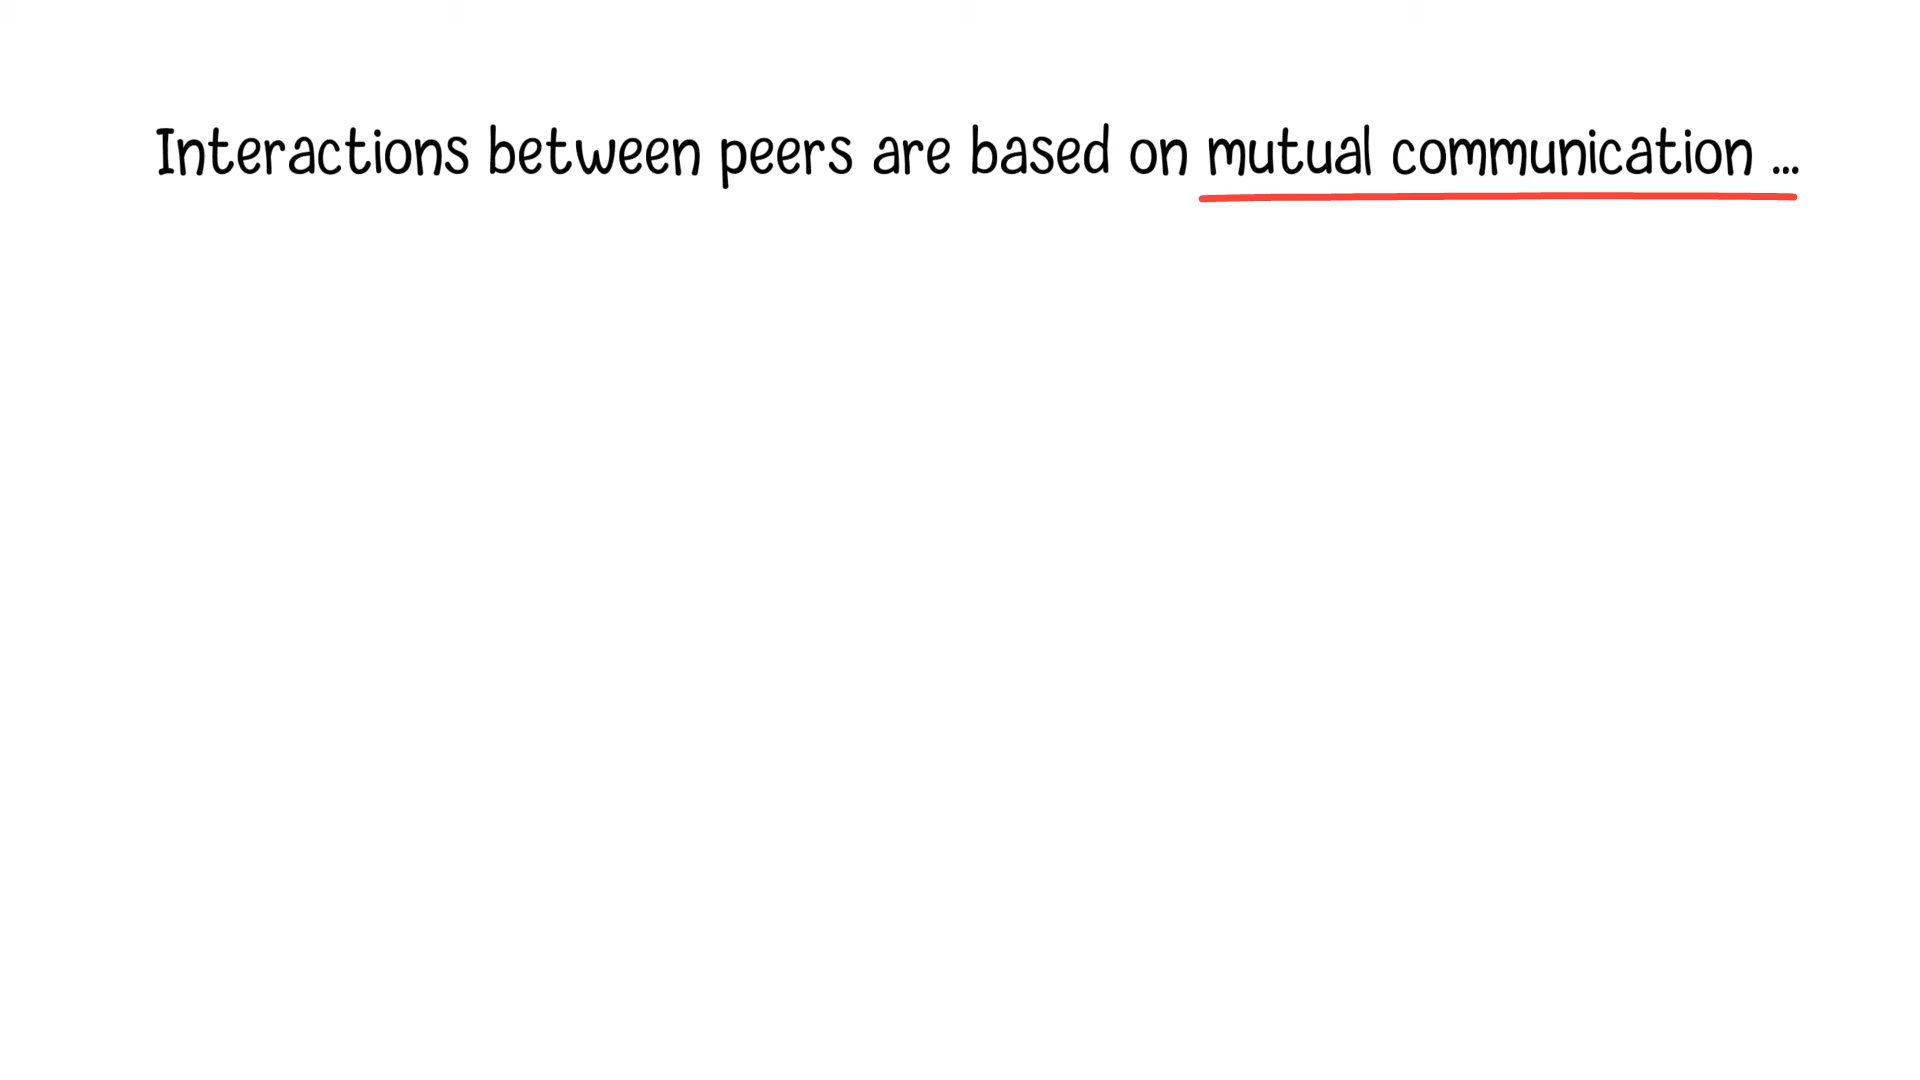 Interactions between peers are based on mutual communication ...